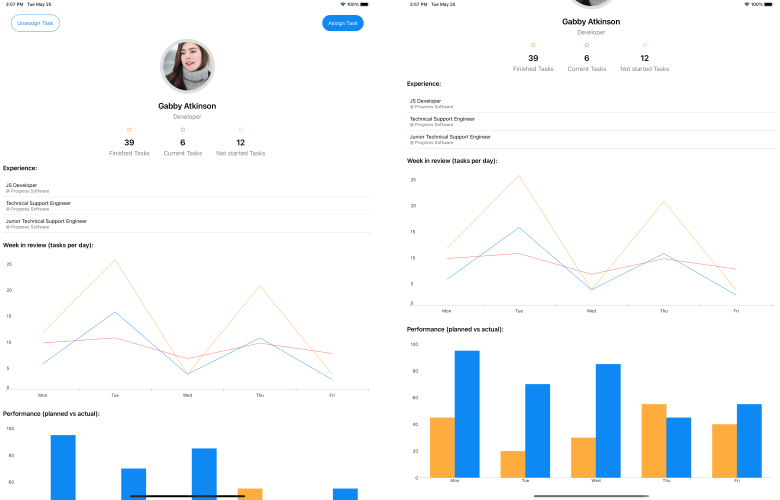 3:57 PM Tue May 25
100%
Unassign Task
Assign Task
Gabby Atkinson
Developer
39
6
12
Finished Tasks
Current Tasks
Not started Tasks
Experience:
JS Developer
@ Progress Software
Technical Support Engineer
@ Progress Software
Junior Technical Support Engineer
@ Progress Software
Week in review (tasks per day):
25
20
15
10
5
0
Mon Tue Wed Thu Fri
Performance (planned vs actual):
100
80
60
3:57 PM Tue May 25
100%
Gabby Atkinson
Developer
39
6
12
Finished Tasks
Current Tasks
Not started Tasks
Experience:
JS Developer
@ Progress Software
Technical Support Engineer
@ Progress Software
Junior Technical Support Engineer
@ Progress Software
Week in review (tasks per day):
25
20
15
10
5
0
Mon Tue Wed Thu Fri
Performance (planned vs actual):
100
80
60
40
20
0
Mon Tue Wed Thu Fri